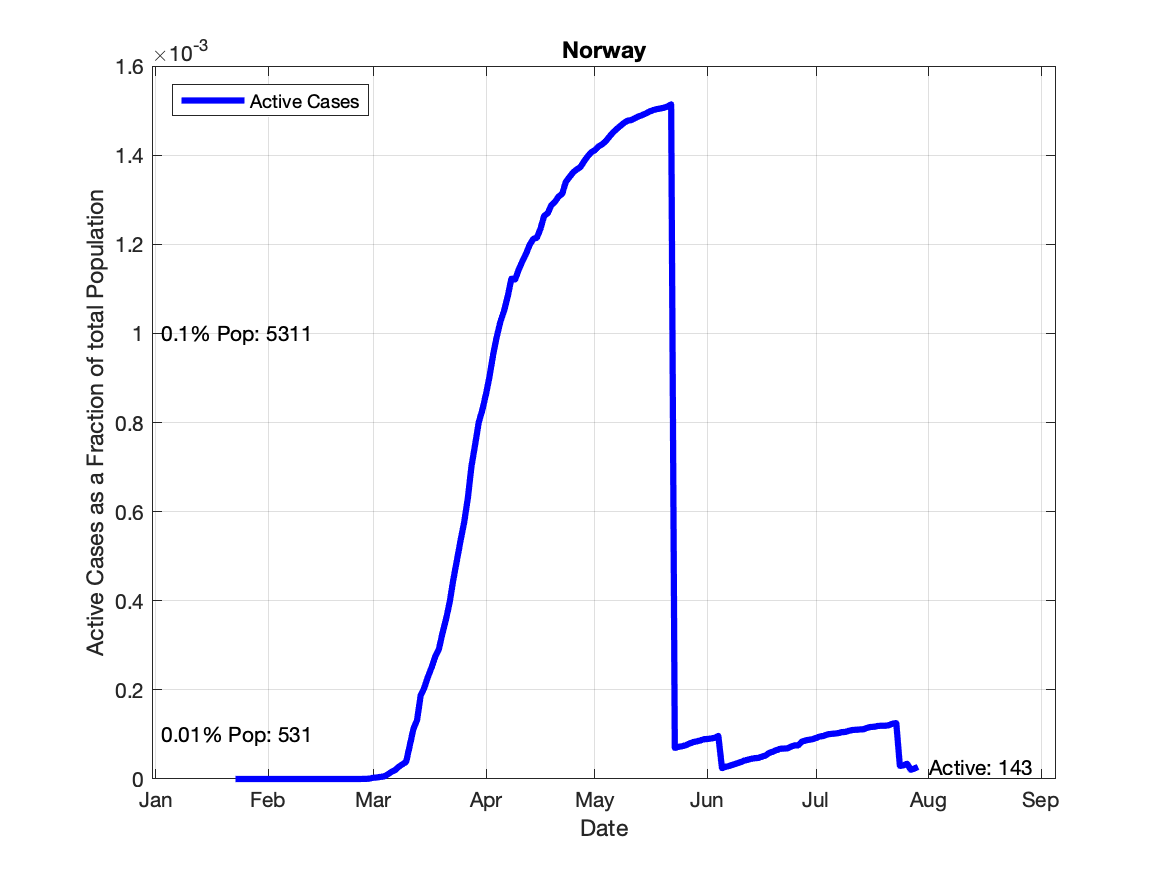 Norway
×10-3
1.6
Active Cases
1.4
1.2
1
0.1% Pop: 5311
0.8
0.6
0.4
0.2
0.01% Pop: 531
0
Active: 143
Jan Feb Mar Apr May Jun Jul Aug Sep
Date
Active Cases as a Fraction of total Population